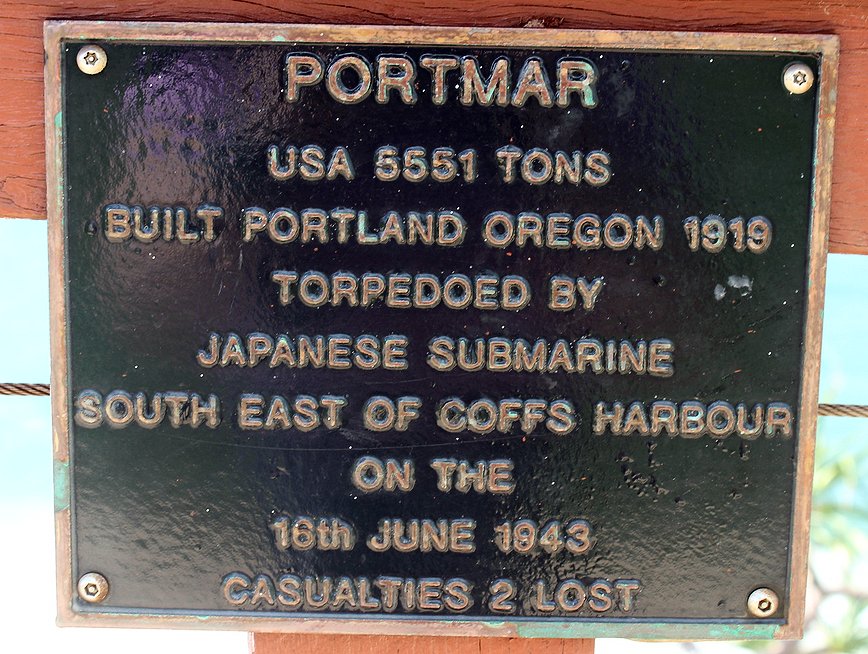 PORTMAR
USA 5551 TONS
BUILT PORTLAND OREGON 1919
TORPEDOED BY
JAPANESE SUBMARINE
SOUTH EAST OF COFFS HARBOUR
ON THE
16th JUNE 1943
CASUALTIES 2 LOST